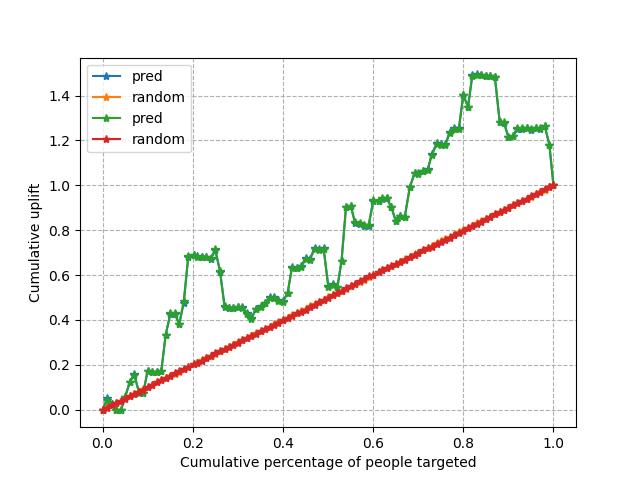 pred
random
pred
random
1.4
1.2
1.0
0.8
0.6
0.4
0.2
0.0
Cumulative uplift
0.0 0.2 0.4 0.6 0.8 1.0
Cumulative percentage of people targeted